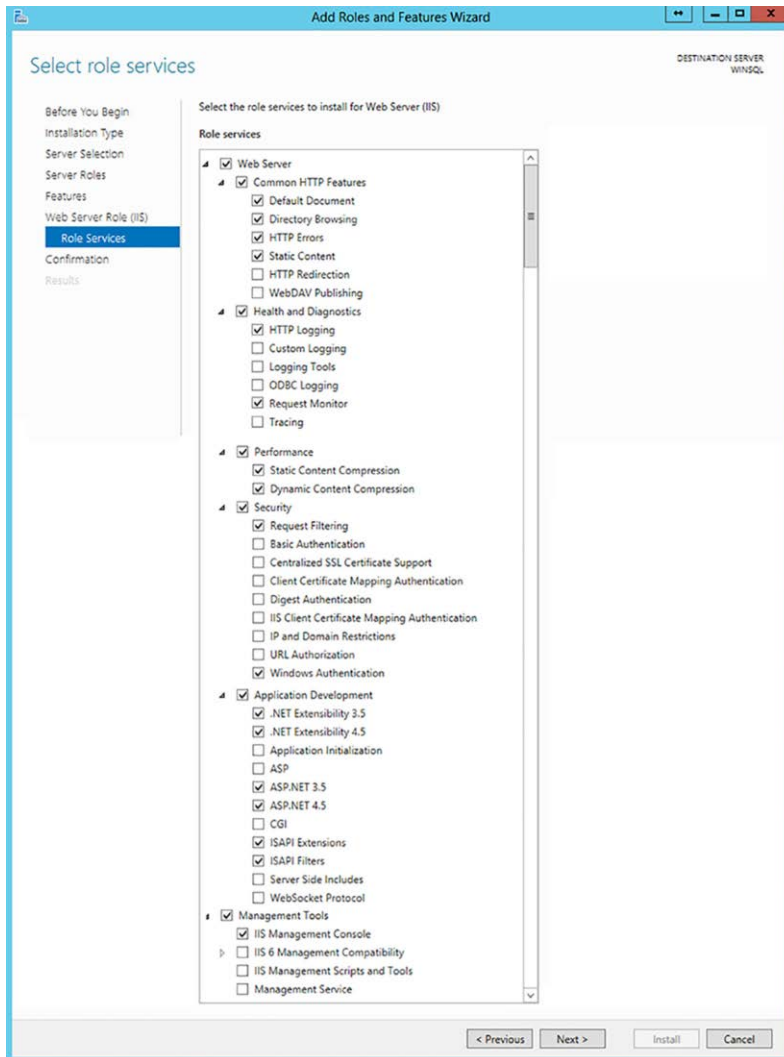 Add Roles and Features Wizard
Select role services
DESTINATION SERVER
WINSQL
Before You Begin
Installation Type
Server Selection
Server Roles
Features
Web Server Role (IIS)
Role Services
Confirmation
Results
Select the role services to install for Web Server (IIS)
Role services
Web Server
Common HTTP Features
Default Document
Directory Browsing
HTTP Errors
Static Content
HTTP Redirection
WebDAV Publishing
Health and Diagnostics
HTTP Logging
Custom Logging
Logging Tools
ODBC Logging
Request Monitor
Tracing
Performance
Static Content Compression
Dynamic Content Compression
Security
Request Filtering
Basic Authentication
Centralized SSL Certificate Support
Client Certificate Mapping Authentication
Digest Authentication
IIS Client Certificate Mapping Authentication
IP and Domain Restrictions
URL Authorization
Windows Authentication
Application Development
.NET Extensibility 3.5
.NET Extensibility 4.5
Application Initialization
ASP
ASP.NET 3.5
ASP.NET 4.5
CGI
ISAPI Extensions
ISAPI Filters
Server Side Includes
WebSocket Protocol
Management Tools
IIS Management Console
IIS 6 Management Compatibility
IIS Management Scripts and Tools
Management Service
< Previous Next > Install Cancel